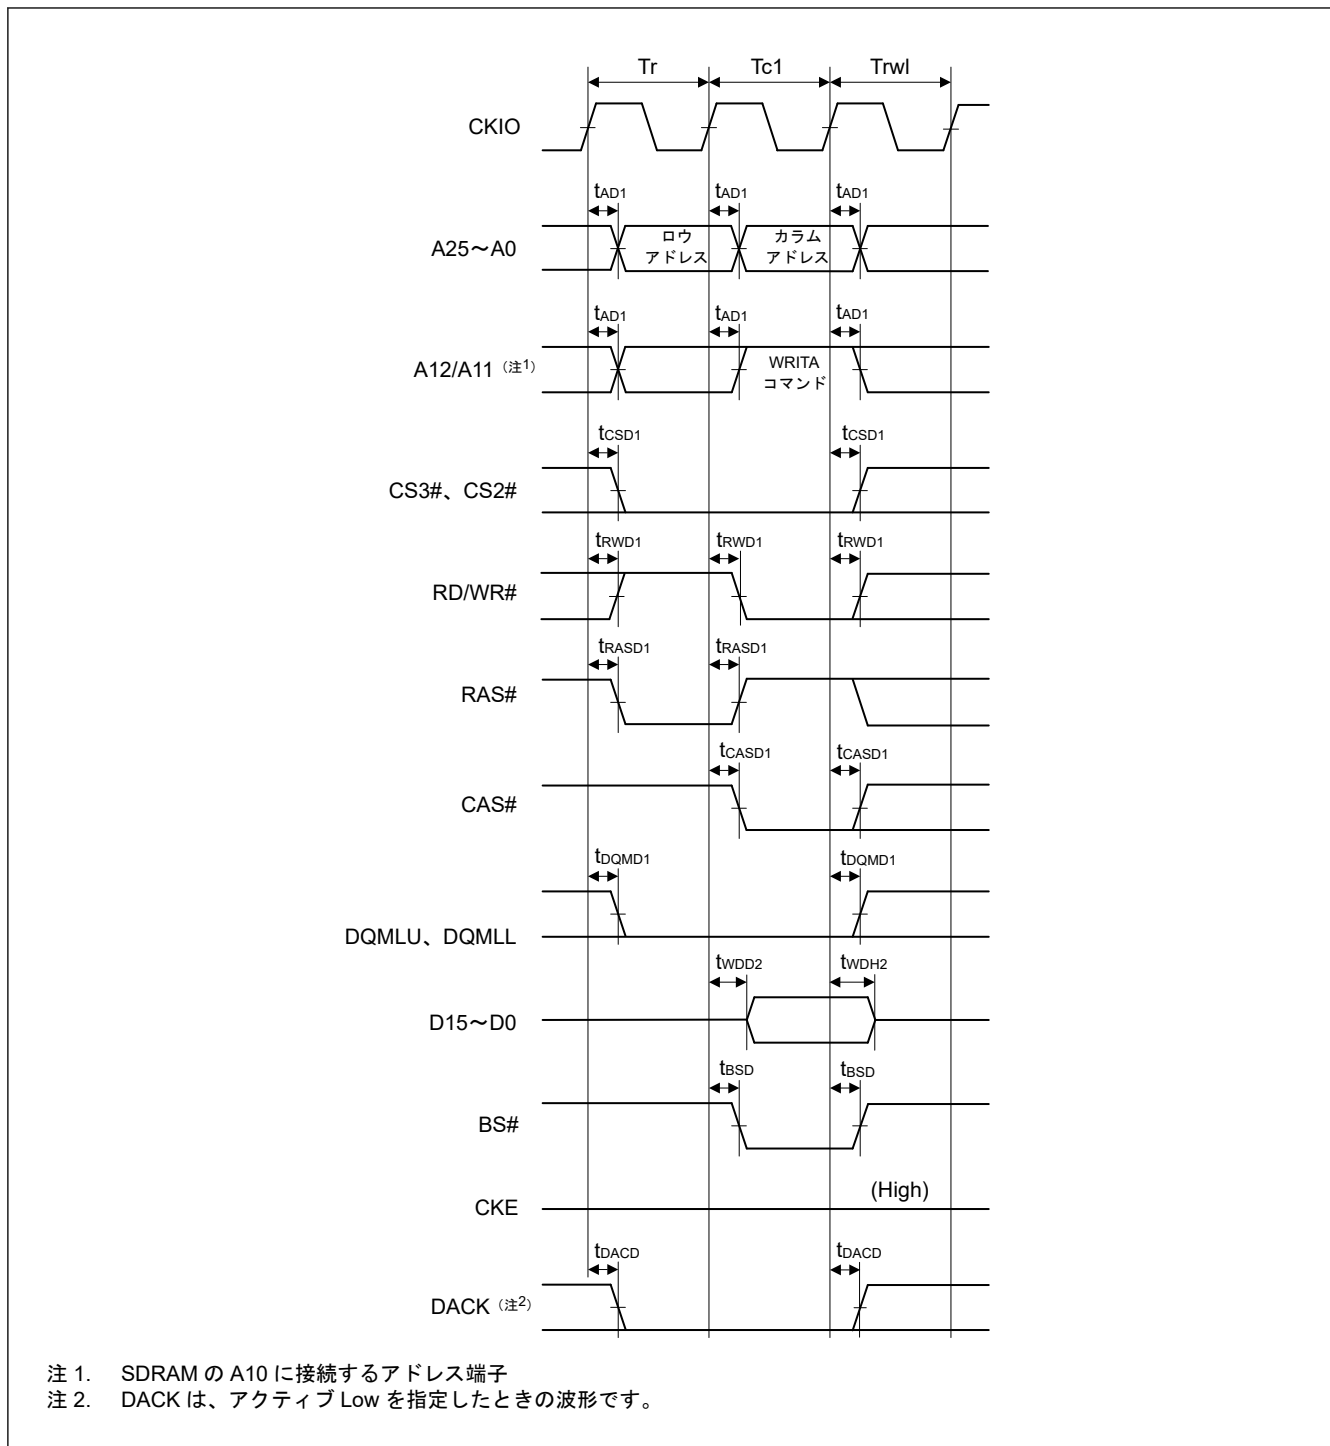 Tr Tc1 Trwl
CKIO
tAD1 tAD1 tAD1
A25～A0
ロウ
アドレス
カラム
アドレス
tAD1 tAD1 tAD1
A12/A11（注1）
WRITA
コマンド
tCSD1 tCSD1
CS3#、CS2#
tRWD1 tRWD1 tRWD1
RD/WR#
tRASD1 tRASD1
RAS#
tCASD1 tCASD1
CAS#
tDQMD1 tDQMD1
DQMLU、DQMLL
tWDD2 tWDH2
D15～D0
tBSD tBSD
BS#
(High)
CKE
tDACD tDACD
DACK（注2）
注 1. SDRAM の A10 に接続するアドレス端子
注 2. DACK は、アクティブ Low を指定したときの波形です。